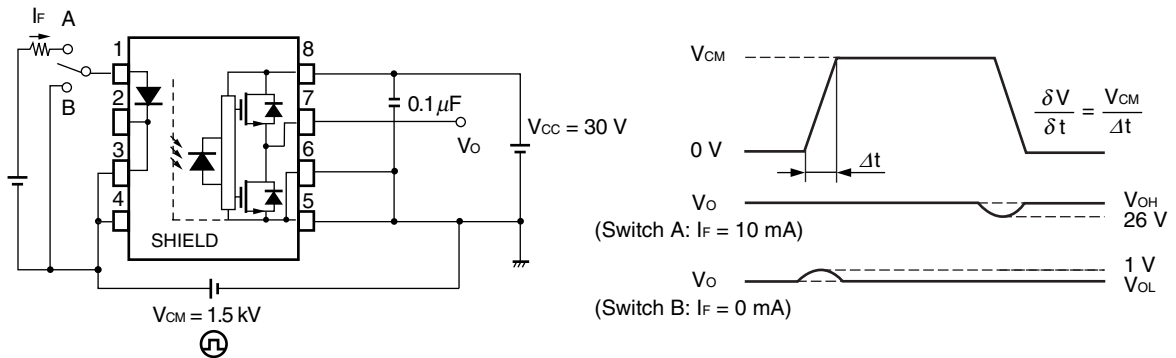 IF A
B
1
2
3
4
8
7
6
5
SHIELD
0.1 μF
VO
VCC = 30 V
VCM = 1.5 kV
VCM
0 V
Δt
δV/δt = VCM/Δt
VO
(Switch A: IF = 10 mA)
VOH
26 V
VO
(Switch B: IF = 0 mA)
1 V
VOL